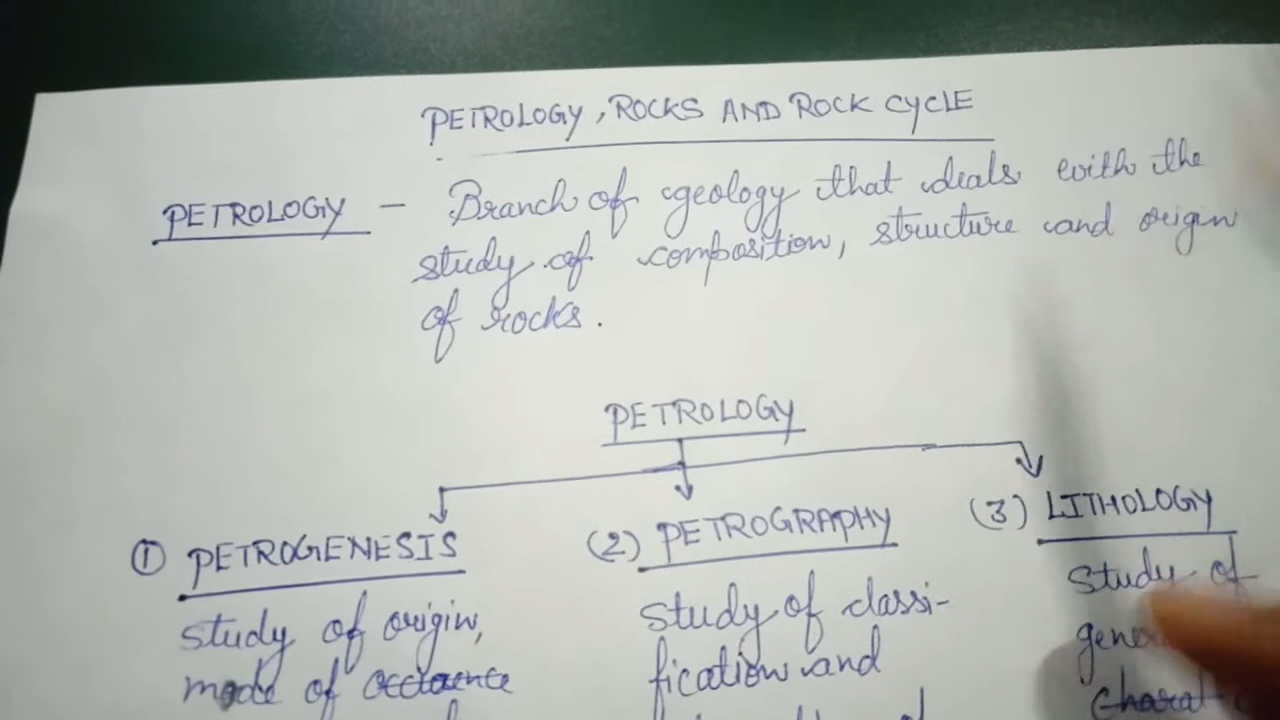 PETROLOGY, ROCKS AND ROCK CYCLE
PETROLOGY – Branch of geology that deals with the
study of composition, structure and origin
of rocks.
PETROLOGY
① PETROGENESIS
study of origin,
mode of
(2) PETROGRAPHY
study of classi-
fication and
(3) LITHOLOGY
Study of